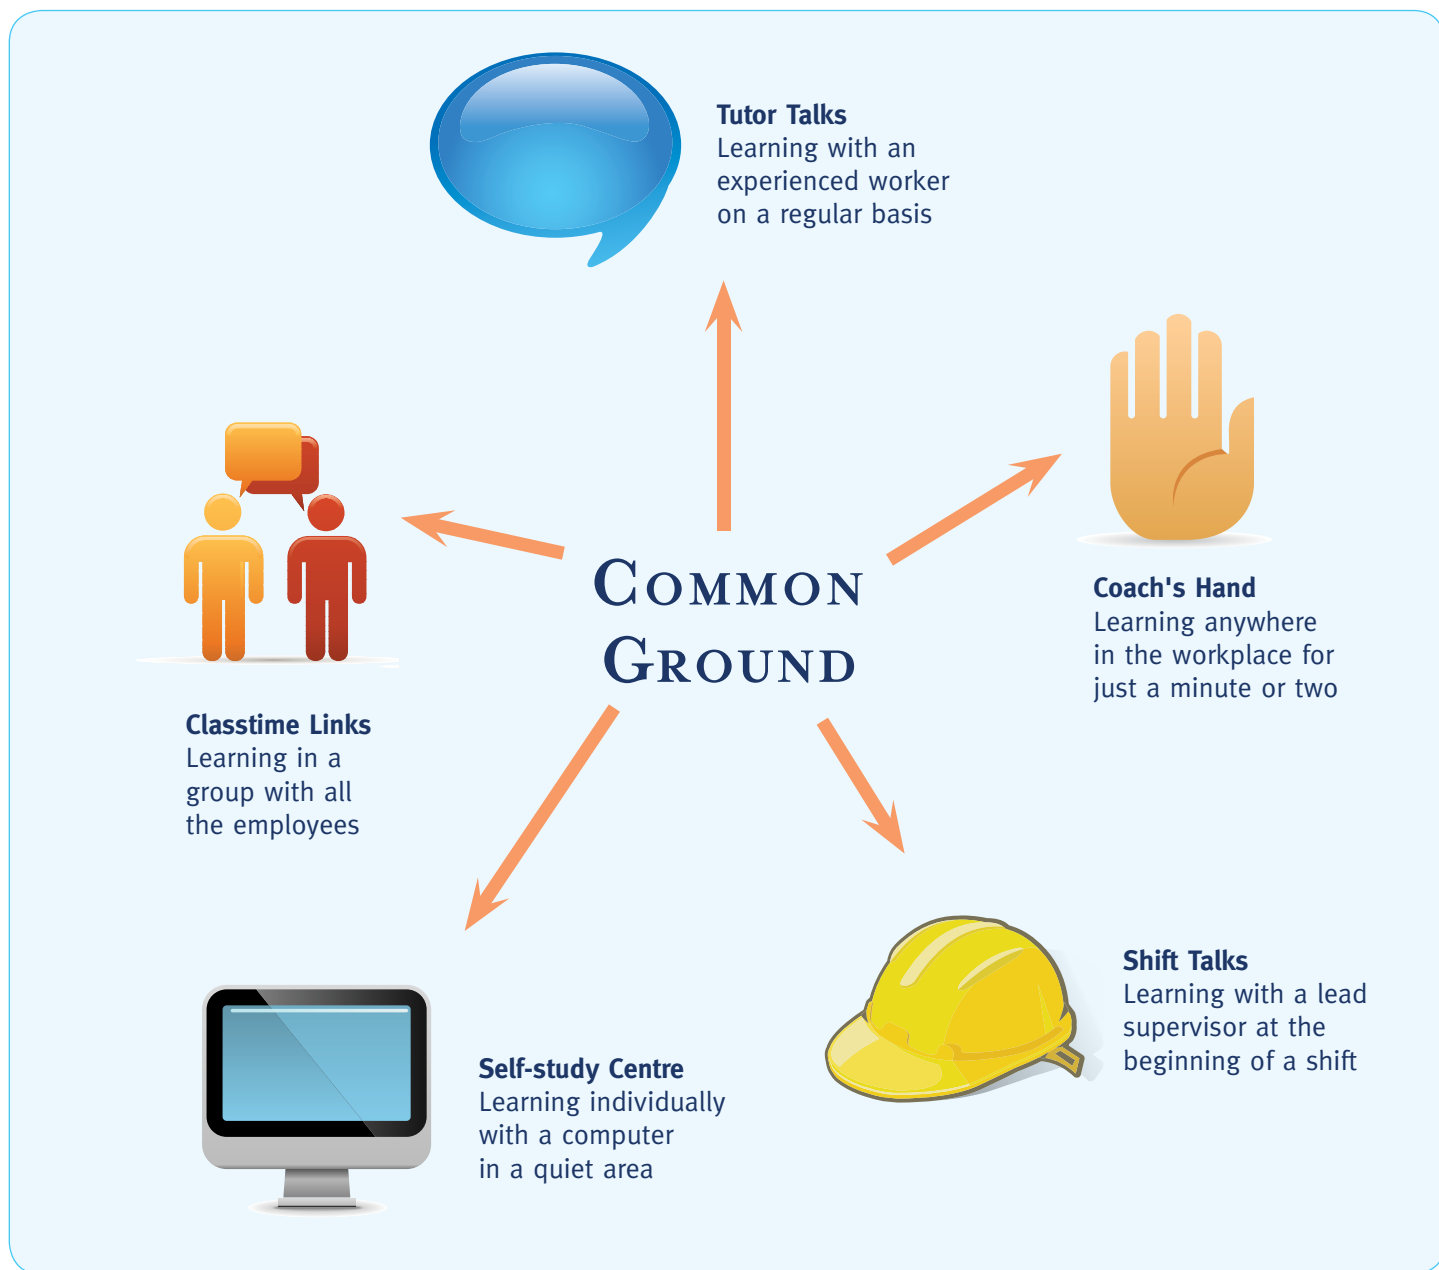 Tutor Talks
Learning with an
experienced worker
on a regular basis
Coach's Hand
Learning anywhere
in the workplace for
just a minute or two
COMMON
GROUND
Classtime Links
Learning in a
group with all
the employees
Shift Talks
Learning with a lead
supervisor at the
beginning of a shift
Self-study Centre
Learning individually
with a computer
in a quiet area